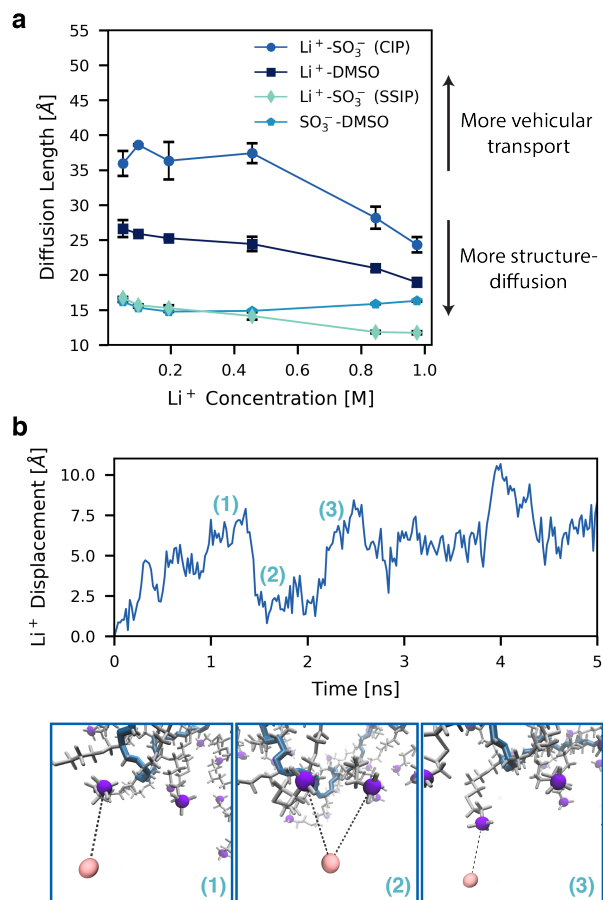 a
55
50
45
40
35
30
25
20
15
10
Diffusion Length [Å]
Li⁺-SO₃⁻ (CIP)
Li⁺-DMSO
Li⁺-SO₃⁻ (SSIP)
SO₃⁻-DMSO
More vehicular
transport
More structure-
diffusion
0.2 0.4 0.6 0.8 1.0
Li⁺ Concentration [M]
b
10.0
7.5
5.0
2.5
0.0
Li⁺ Displacement [Å]
(1)
(2)
(3)
0 1 2 3 4 5
Time [ns]
(1) (2) (3)